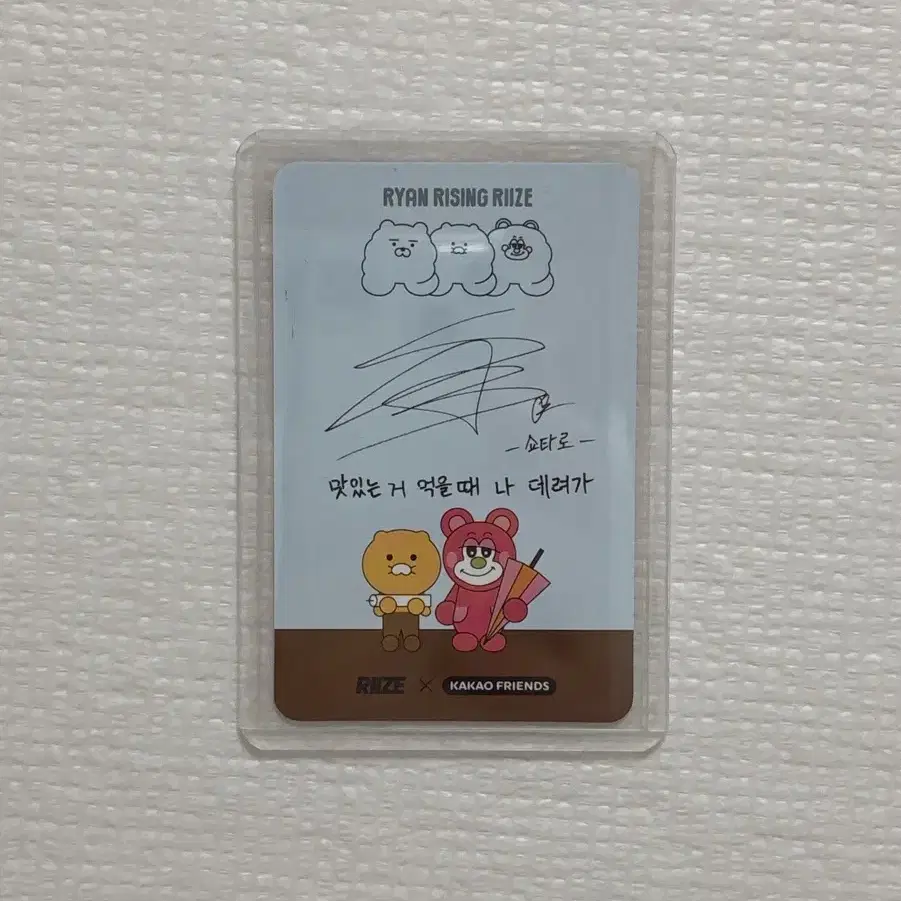 RYAN RISING RIIZE
-쇼타로-
맛있는 거 먹을때 나 데려가
RIIZE × KAKAO FRIENDS